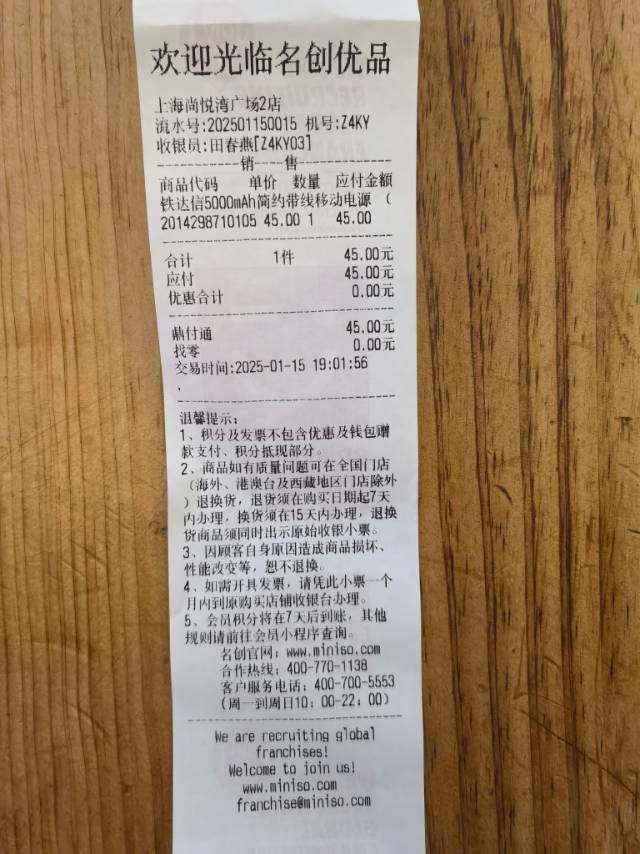 欢迎光临名创优品
上海尚悦湾广场2店
流水号:202501150015 机号:Z4KY
收银员:田春燕[Z4KY03]
销 售
商品代码 单价 数量 应付金额
铁达信5000mAh简约带线移动电源 (
2014298710105 45.00 1 45.00
合计 1件 45.00元
应付 45.00元
优惠合计 0.00元
鼎付通 45.00元
找零 0.00元
交易时间:2025-01-15 19:01:56
.
温馨提示:
1、积分及发票不包含优惠及钱包赠
款支付、积分抵现部分。
2、商品如有质量问题可在全国门店
(海外、港澳台及西藏地区门店除外
)退换货,退货须在购买日期起7天
内办理,换货须在15天内办理,退换
货商品须同时出示原始收银小票。
3、因顾客自身原因造成商品损坏、
性能改变等,恕不退换。
4、如需开具发票,请凭此小票一个
月内到原购买店铺收银台办理。
5、会员积分将在7天后到账,其他
规则请前往会员小程序查询。
名创官网: www.miniso.com
合作热线: 400-770-1138
客户服务电话: 400-700-5553
(周一到周日10: 00-22: 00)
We are recruiting global
franchises!
Welcome to join us!
www.miniso.com
franchise@miniso.com